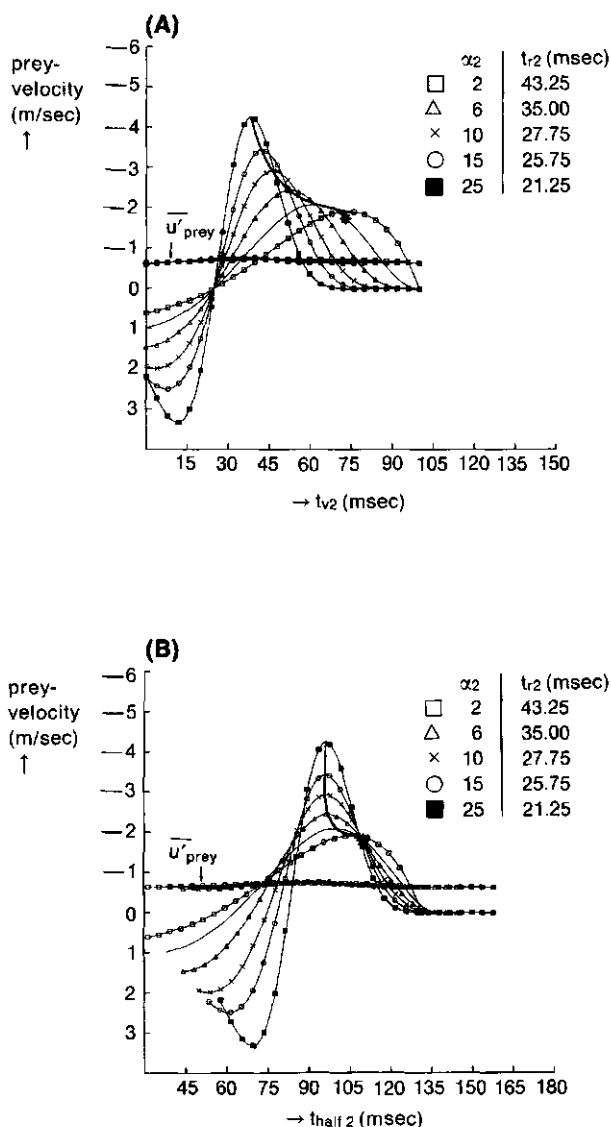 (A)
prey-
velocity
(m/sec)
↑
—6
—5
—4
—3
—2
—1
0
1
2
3
u′prey
α2 tr2 (msec)
□ 2 43.25
△ 6 35.00
× 10 27.75
○ 15 25.75
■ 25 21.25
15 30 45 60 75 90 105 120 135 150
→ tv2 (msec)
(B)
prey-
velocity
(m/sec)
↑
—6
—5
—4
—3
—2
—1
0
1
2
3
u′prey
α2 tr2 (msec)
□ 2 43.25
△ 6 35.00
× 10 27.75
○ 15 25.75
■ 25 21.25
45 60 75 90 105 120 135 150 165 180
→ thalf 2 (msec)